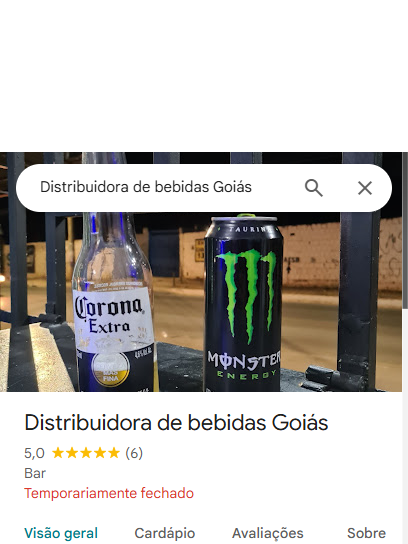 Distribuidora de bebidas Goiás
TAURINE
Corona
Extra
MONSTER
ENERGY
Distribuidora de bebidas Goiás
5,0 (6)
Bar
Temporariamente fechado
Visão geral Cardápio Avaliações Sobre